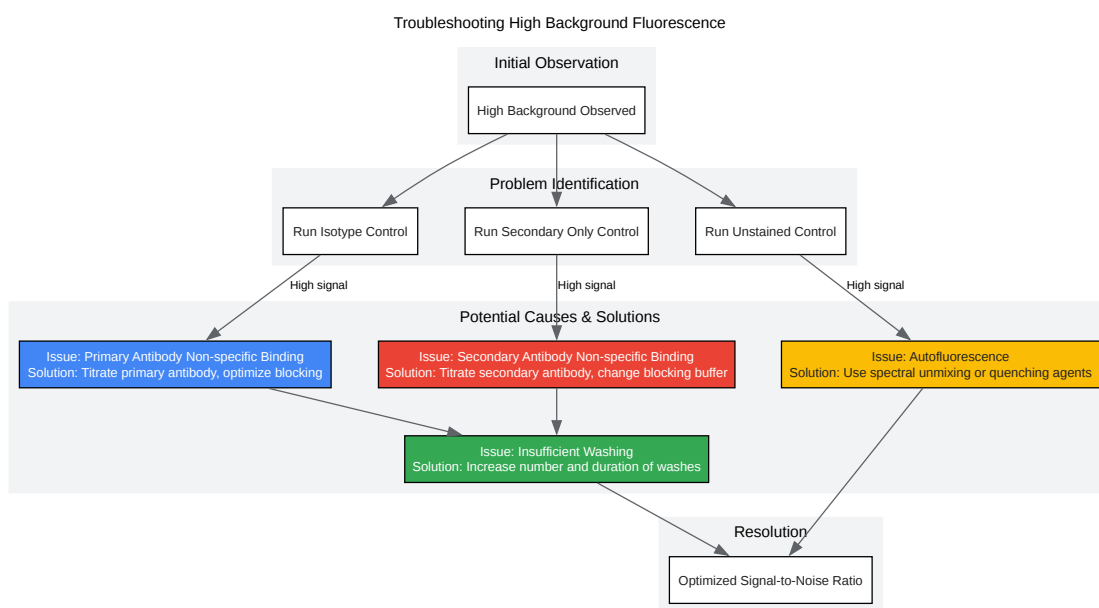 Troubleshooting High Background Fluorescence
Initial Observation
High Background Observed
Problem Identification
Run Isotype Control
Run Secondary Only Control
Run Unstained Control
High signal
High signal
High signal
Potential Causes & Solutions
Issue: Primary Antibody Non-specific Binding
Solution: Titrate primary antibody, optimize blocking
Issue: Secondary Antibody Non-specific Binding
Solution: Titrate secondary antibody, change blocking buffer
Issue: Autofluorescence
Solution: Use spectral unmixing or quenching agents
Issue: Insufficient Washing
Solution: Increase number and duration of washes
Resolution
Optimized Signal-to-Noise Ratio